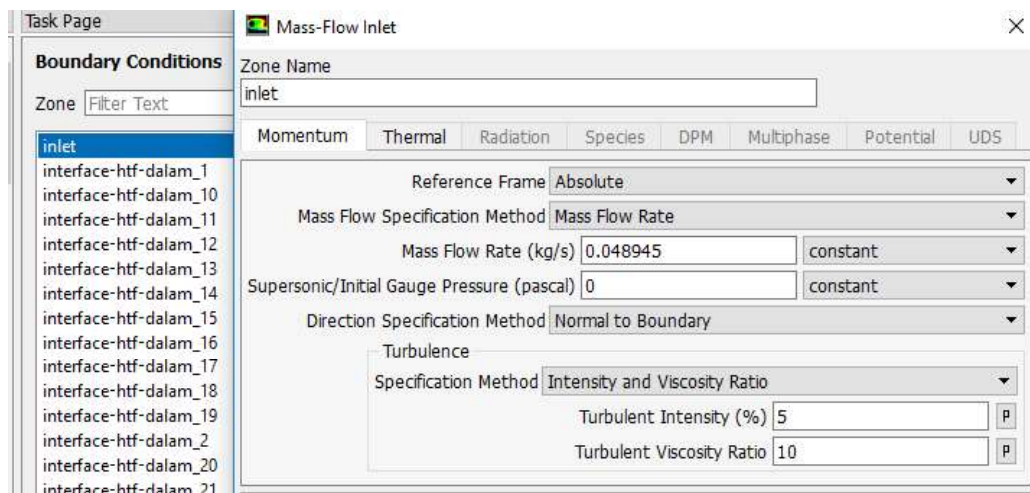 Task Page
Boundary Conditions
Zone Filter Text
inlet
interface-htf-dalam_1
interface-htf-dalam_10
interface-htf-dalam_11
interface-htf-dalam_12
interface-htf-dalam_13
interface-htf-dalam_14
interface-htf-dalam_15
interface-htf-dalam_16
interface-htf-dalam_17
interface-htf-dalam_18
interface-htf-dalam_19
interface-htf-dalam_2
interface-htf-dalam_20
interface-htf-dalam_21
Mass-Flow Inlet
Zone Name
inlet
Momentum Thermal Radiation Species DPM Multiphase Potential UDS
Reference Frame Absolute
Mass Flow Specification Method Mass Flow Rate
Mass Flow Rate (kg/s) 0.048945 constant
Supersonic/Initial Gauge Pressure (pascal) 0 constant
Direction Specification Method Normal to Boundary
Turbulence
Specification Method Intensity and Viscosity Ratio
Turbulent Intensity (%) 5 P
Turbulent Viscosity Ratio 10 P